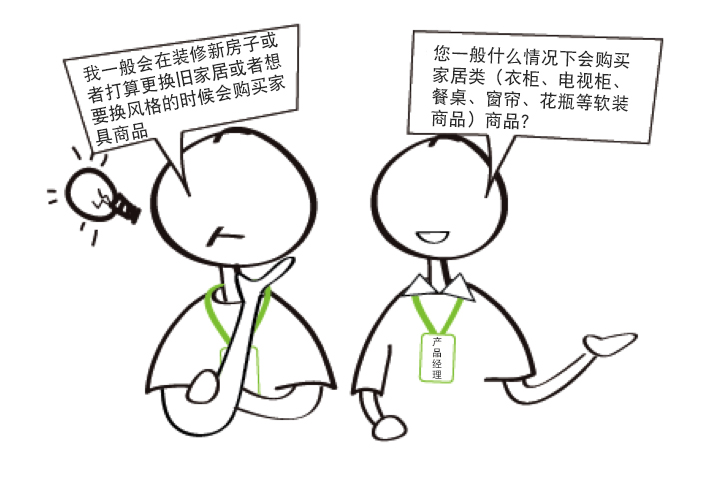 我一般会在装修新房子或
者打算更换旧家居或者想
要换风格的时候会购买家
具商品
您一般什么情况下会购买
家居类（衣柜、电视柜、
餐桌、窗帘、花瓶等软装
商品）商品？
产
品
经
理